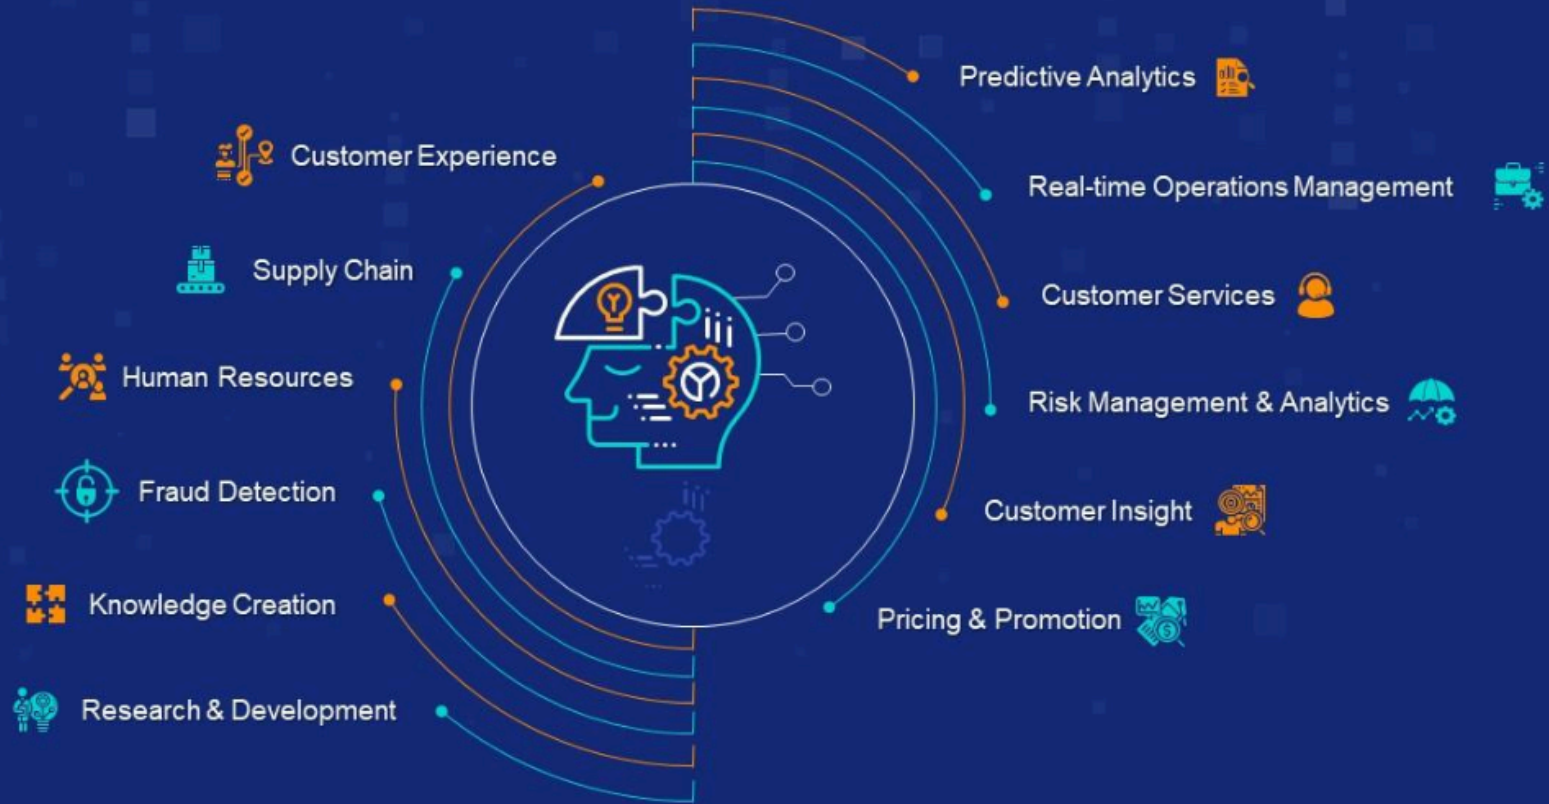 Customer Experience
Supply Chain
Human Resources
Fraud Detection
Knowledge Creation
Research & Development
Predictive Analytics
Real-time Operations Management
Customer Services
Risk Management & Analytics
Customer Insight
Pricing & Promotion